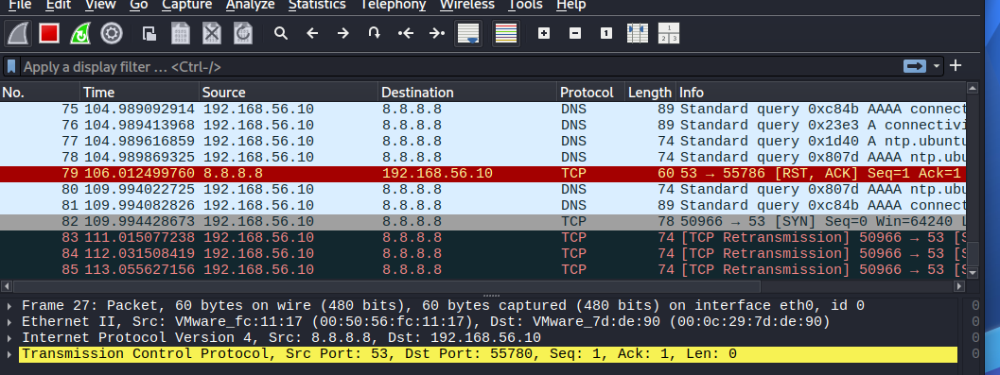 File Edit View Go Capture Analyze Statistics Telephony Wireless Tools Help
Apply a display filter … <Ctrl-/>
No. Time Source Destination Protocol Length Info
75 104.989092914 192.168.56.10 8.8.8.8 DNS 89 Standard query 0xc84b AAAA connect
76 104.989413968 192.168.56.10 8.8.8.8 DNS 89 Standard query 0x23e3 A connectivi
77 104.989616859 192.168.56.10 8.8.8.8 DNS 74 Standard query 0x1d40 A ntp.ubuntu
78 104.989869325 192.168.56.10 8.8.8.8 DNS 74 Standard query 0x807d AAAA ntp.ubu
79 106.012499760 8.8.8.8 192.168.56.10 TCP 60 53 → 55786 [RST, ACK] Seq=1 Ack=1
80 109.994022725 192.168.56.10 8.8.8.8 DNS 74 Standard query 0x807d AAAA ntp.ubu
81 109.994082826 192.168.56.10 8.8.8.8 DNS 89 Standard query 0xc84b AAAA connect
82 109.994428673 192.168.56.10 8.8.8.8 TCP 78 50966 → 53 [SYN] Seq=0 Win=64240 L
83 111.015077238 192.168.56.10 8.8.8.8 TCP 74 [TCP Retransmission] 50966 → 53 [S
84 112.031508419 192.168.56.10 8.8.8.8 TCP 74 [TCP Retransmission] 50966 → 53 [S
85 113.055627156 192.168.56.10 8.8.8.8 TCP 74 [TCP Retransmission] 50966 → 53 [S
Frame 27: Packet, 60 bytes on wire (480 bits), 60 bytes captured (480 bits) on interface eth0, id 0
Ethernet II, Src: VMware_fc:11:17 (00:50:56:fc:11:17), Dst: VMware_7d:de:90 (00:0c:29:7d:de:90)
Internet Protocol Version 4, Src: 8.8.8.8, Dst: 192.168.56.10
Transmission Control Protocol, Src Port: 53, Dst Port: 55780, Seq: 1, Ack: 1, Len: 0